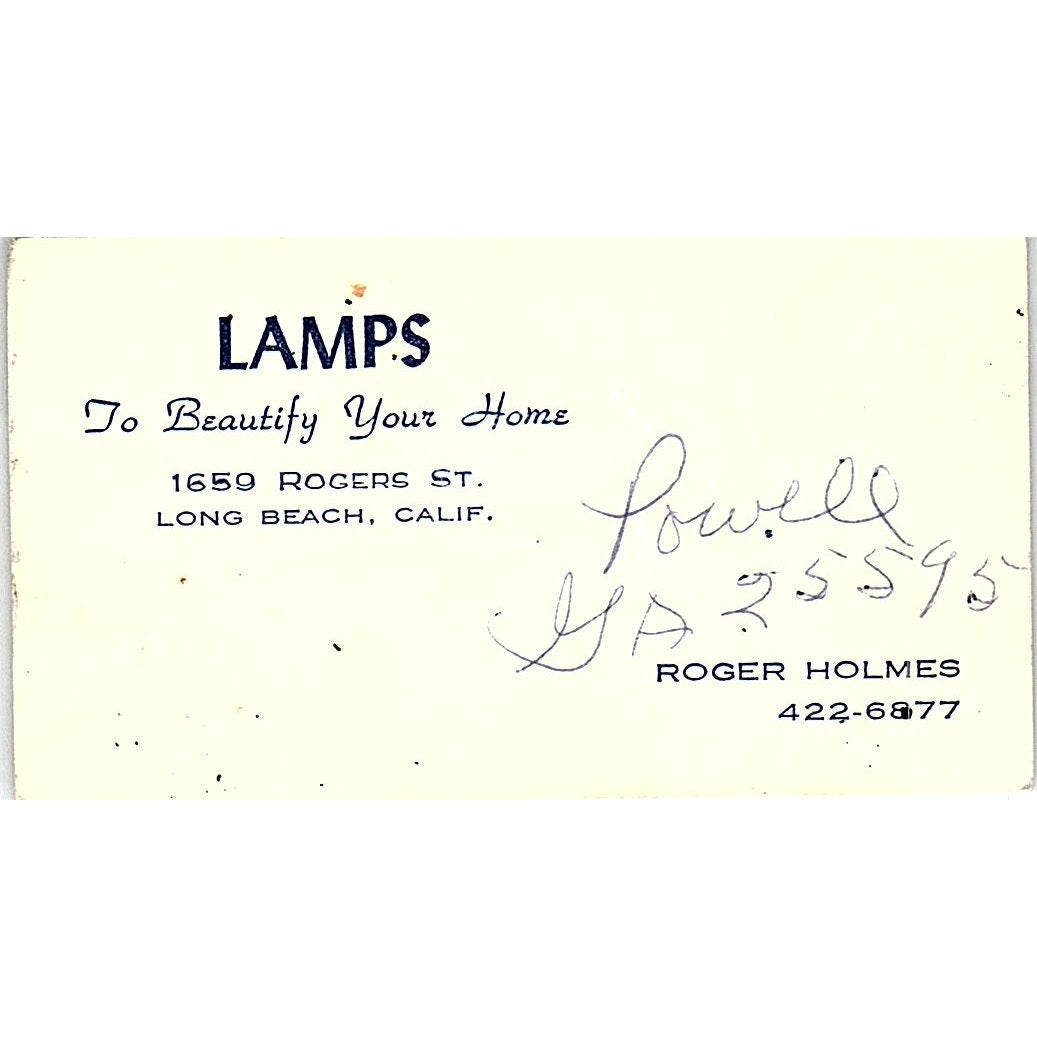 LAMPS
To Beautify Your Home
1659 ROGERS ST.
LONG BEACH, CALIF.
Powell
GA 25595
ROGER HOLMES
422-6877